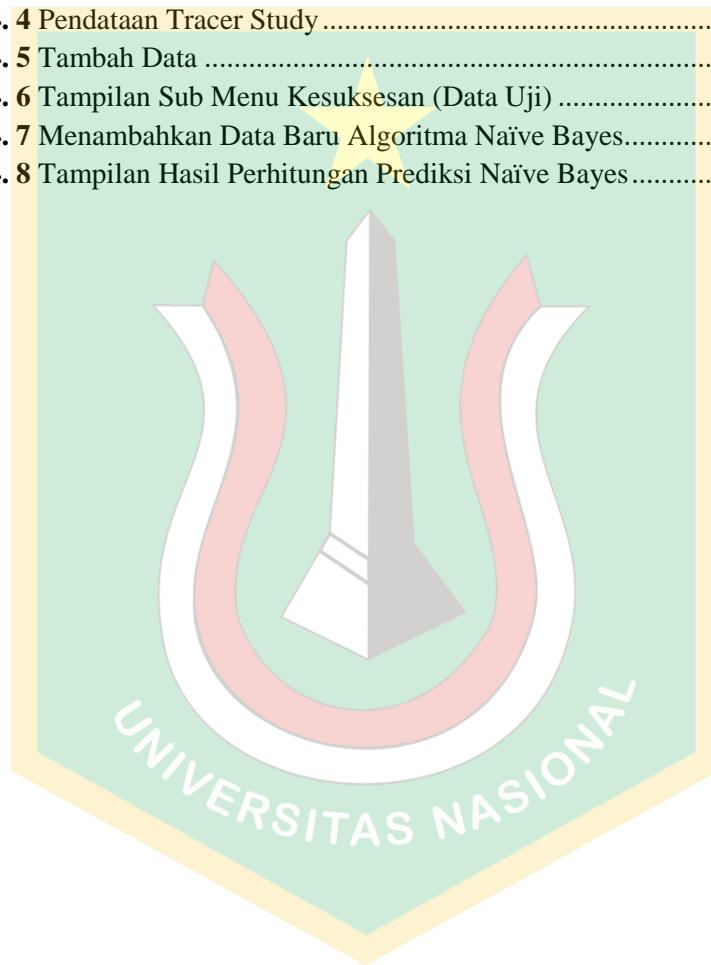 . 4 Pendataan Tracer Study................................................................
. 5 Tambah Data ................................................................................
. 6 Tampilan Sub Menu Kesuksesan (Data Uji) ........................
. 7 Menambahkan Data Baru Algoritma Naïve Bayes............
. 8 Tampilan Hasil Perhitungan Prediksi Naïve Bayes...........
UNIVERSITAS NASIONAL